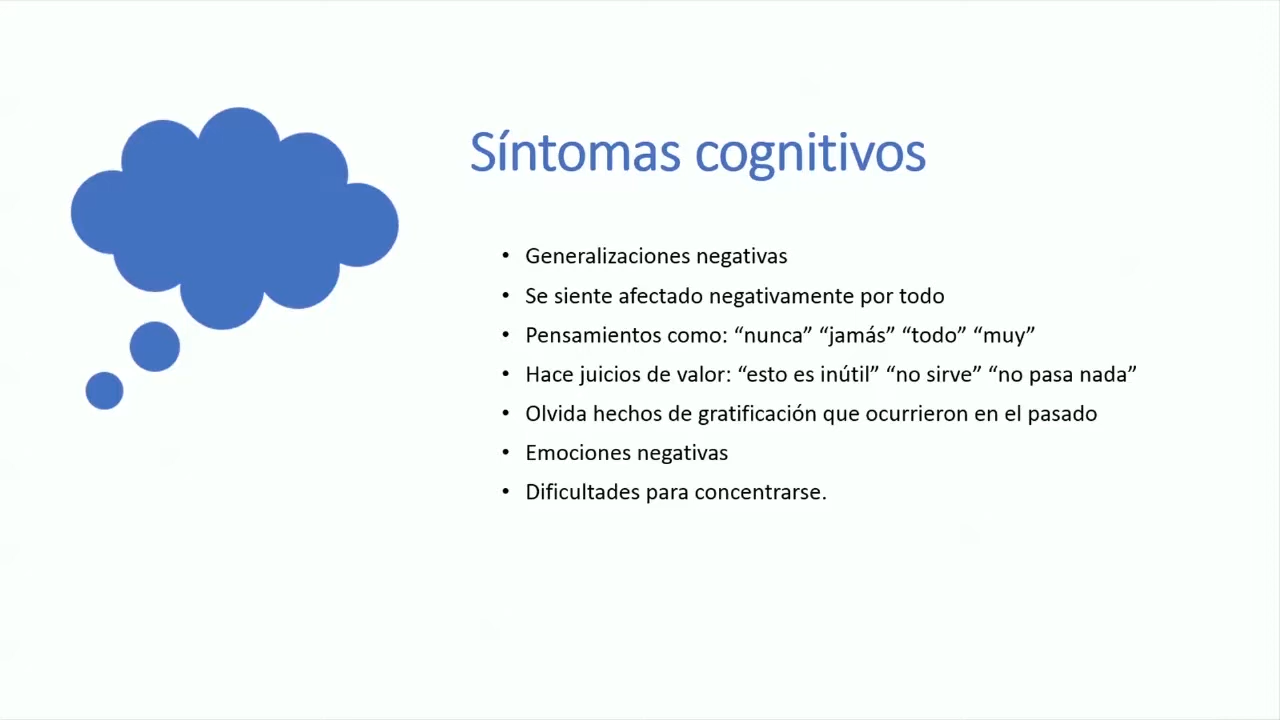 Síntomas cognitivos
• Generalizaciones negativas
• Se siente afectado negativamente por todo
• Pensamientos como: “nunca” “jamás” “todo” “muy”
• Hace juicios de valor: “esto es inútil” “no sirve” “no pasa nada”
• Olvida hechos de gratificación que ocurrieron en el pasado
• Emociones negativas
• Dificultades para concentrarse.